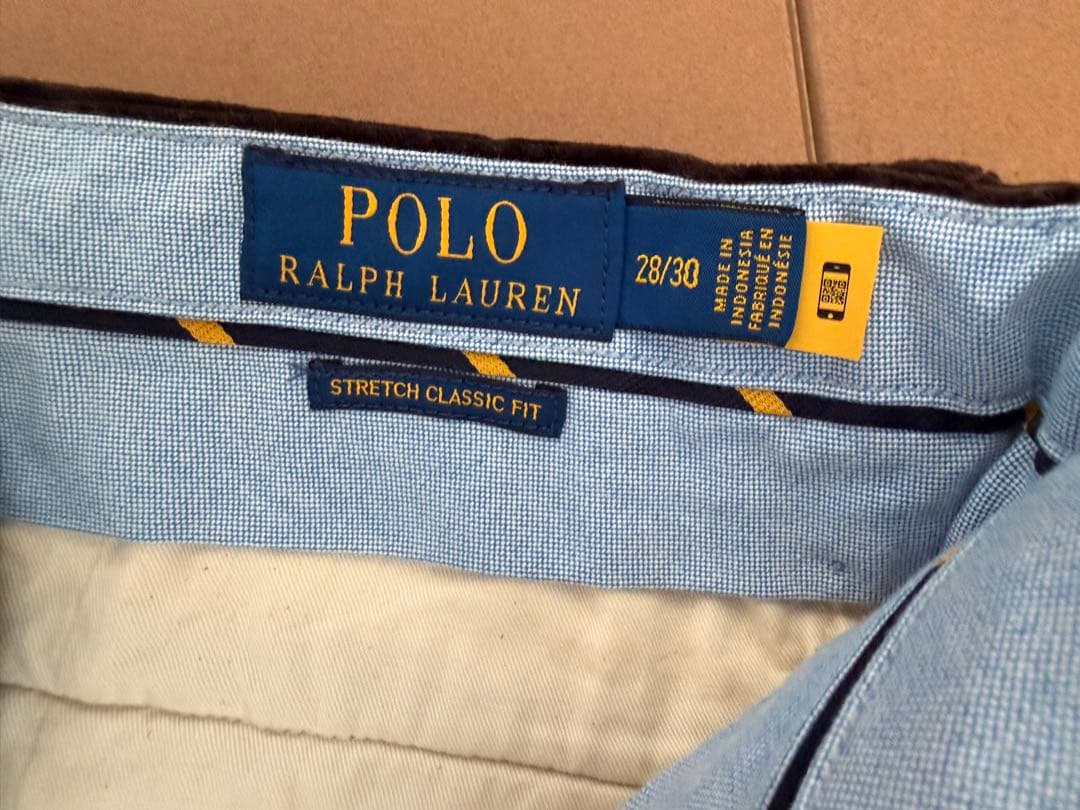 POLO
RALPH LAUREN
28/30
MADE IN
INDONESIA
FABRIQUÉ EN
INDONÉSIE
STRETCH CLASSIC FIT